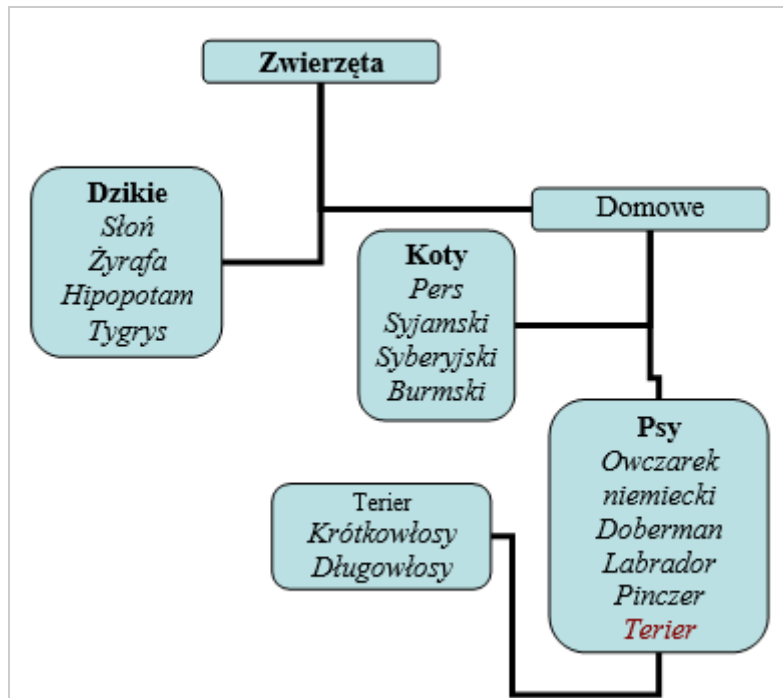 Zwierzęta
Dzikie
Słoń
Żyrafa
Hipopotam
Tygrys
Domowe
Koty
Pers
Syjamski
Syberyjski
Burmski
Psy
Owczarek
niemiecki
Doberman
Labrador
Pinczer
Terier
Terier
Krótkowłosy
Długowłosy